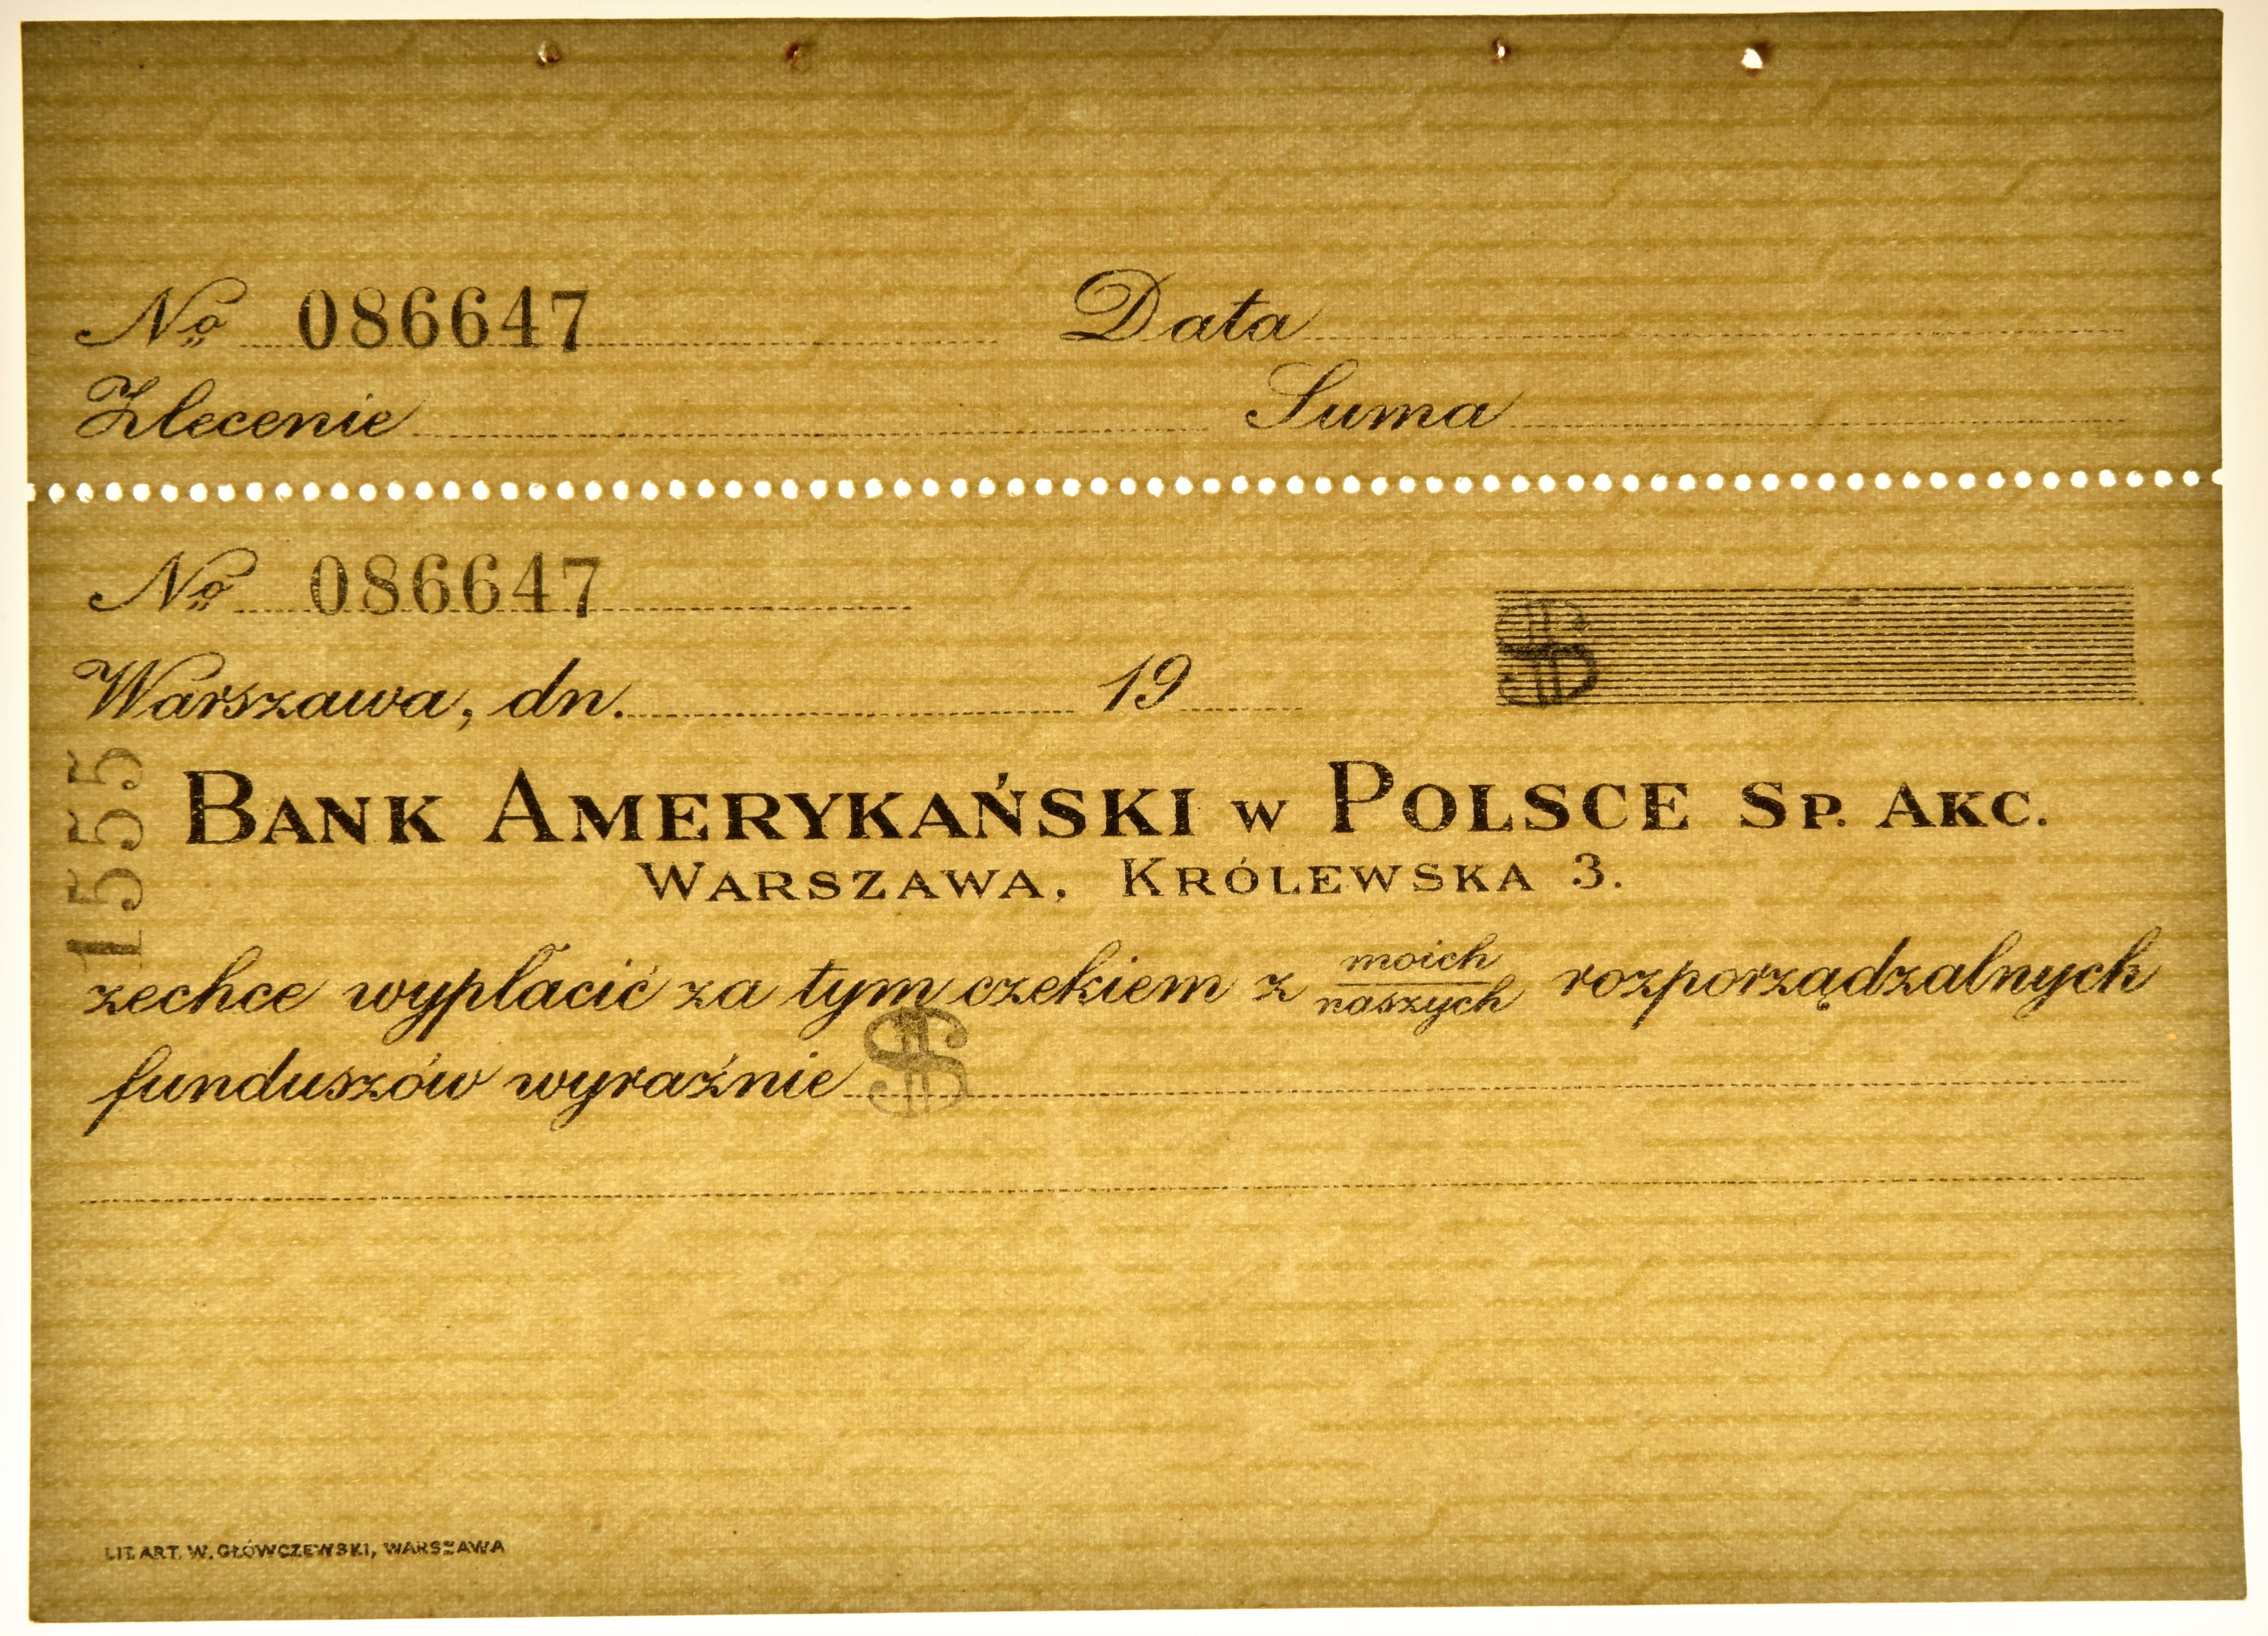 № 086647 Data
Zlecenie Suma
№ 086647
$
Warszawa, dn. 19
1555
BANK AMERYKAŃSKI W POLSCE SP. AKC.
WARSZAWA, KRÓLEWSKA 3.
zechce wypłacić za tym czekiem z moich
naszych rozporządzalnych
funduszów wyraźnie $
LIT. ART. W. GŁÓWCZEWSKI, WARSZAWA